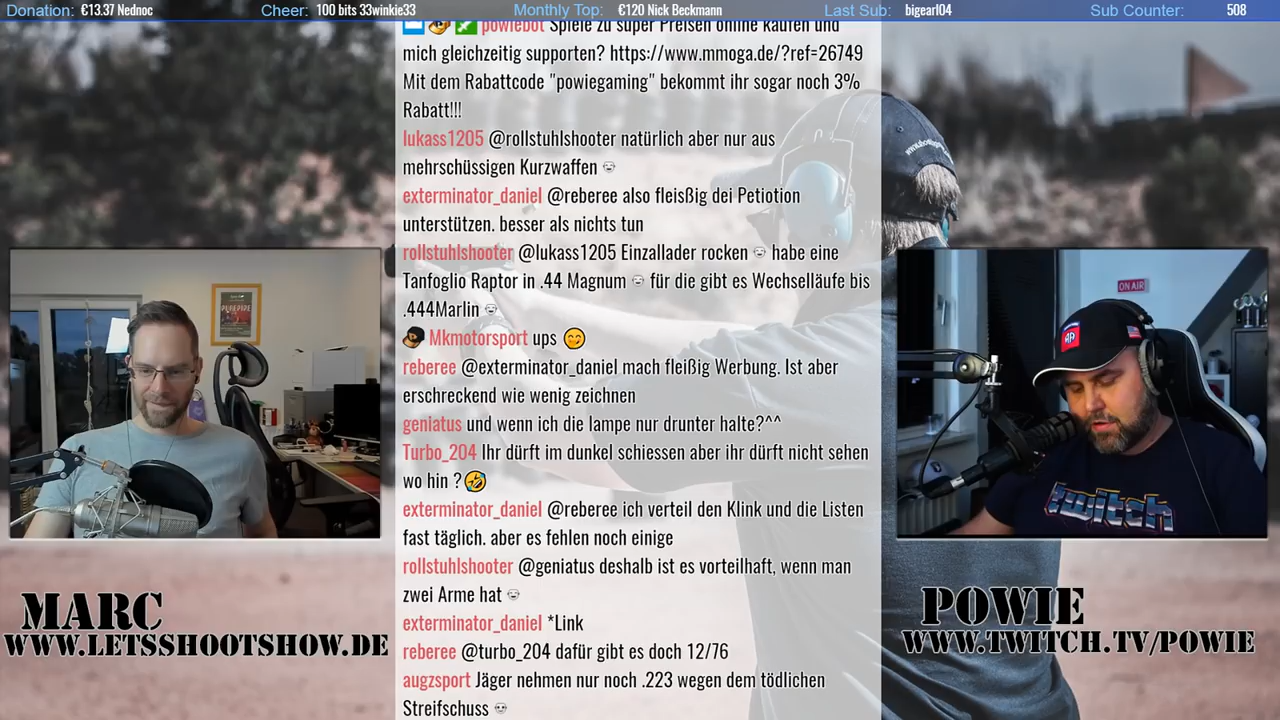 Donation: €13.37 Nednoc Cheer: 100 bits 33winkie33 Monthly Top: €120 Nick Beckmann Last Sub: bigearl04 Sub Counter: 508
powiebot Spiele zu super Preisen online kaufen und
mich gleichzeitig supporten? https://www.mmoga.de/?ref=26749
Mit dem Rabattcode "powiegaming" bekommt ihr sogar noch 3%
Rabatt!!!
lukass1205 @rollstuhlshooter natürlich aber nur aus
mehrschüssigen Kurzwaffen
exterminator_daniel @reberee also fleisßig dei Petiotion
unterstützen. besser als nichts tun
rollstuhlshooter @lukass1205 Einzallader rocken habe eine
Tanfoglio Raptor in .44 Magnum für die gibt es Wechselläufe bis
.444Marlin
Mkmotorsport ups
reberee @exterminator_daniel mach fleißig Werbung. Ist aber
erschreckend wie wenig zeichnen
geniatus und wenn ich die lampe nur drunter halte?^^
Turbo_204 Ihr dürft im dunkel schiessen aber ihr dürft nicht sehen
wo hin ?
exterminator_daniel @reberee ich verteil den Klink und die Listen
fast täglich. aber es fehlen noch einige
rollstuhlshooter @geniatus deshalb ist es vorteilhaft, wenn man
zwei Arme hat
exterminator_daniel *Link
reberee @turbo_204 dafür gibt es doch 12/76
augzsport Jäger nehmen nur noch .223 wegen dem tödlichen
Streifschuss
MARC
WWW.LETSSHOOTSHOW.DE
ON AIR
twitch
POWIE
WWW.TWITCH.TV/POWIE